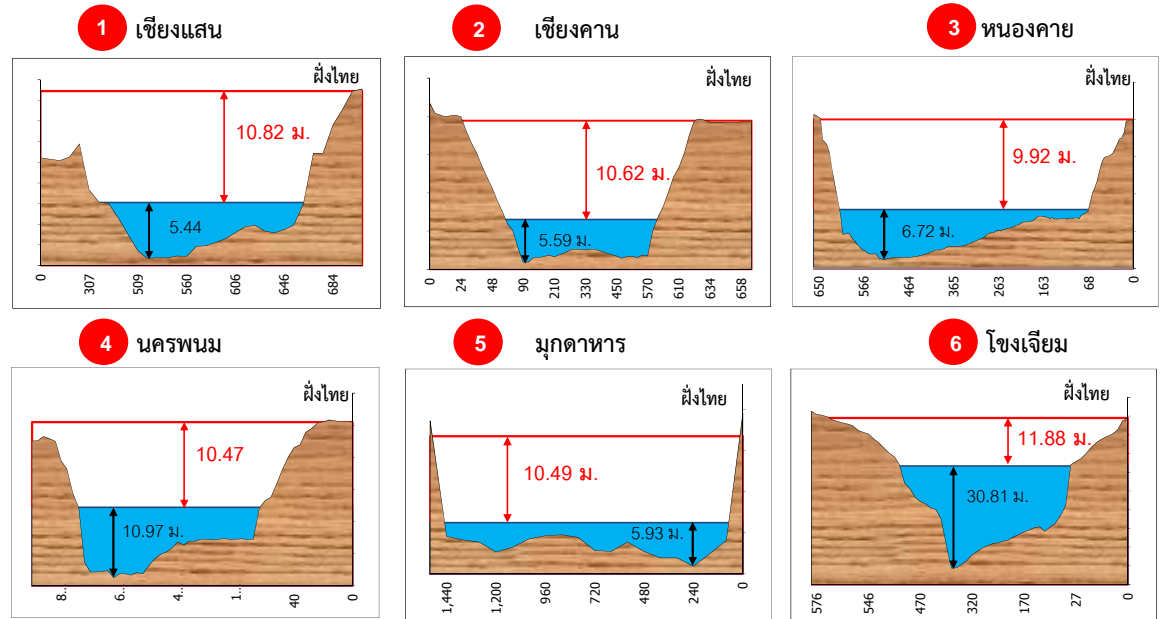 1 เชียงแสน
ฝั่งไทย
10.82 ม.
5.44
0 307 509 560 606 646 684
2 เชียงคาน
ฝั่งไทย
10.62 ม.
5.59 ม.
0 24 48 90 210 330 450 570 610 634 658
3 หนองคาย
ฝั่งไทย
9.92 ม.
6.72 ม.
650 566 464 365 263 163 68 0
4 นครพนม
ฝั่งไทย
10.47
10.97 ม.
8... 6... 4... 1... 40 0
5 มุกดาหาร
ฝั่งไทย
10.49 ม.
5.93 ม.
1,440 1,200 960 720 480 240 0
6 โขงเจียม
ฝั่งไทย
11.88 ม.
30.81 ม.
576 546 470 320 170 27 0